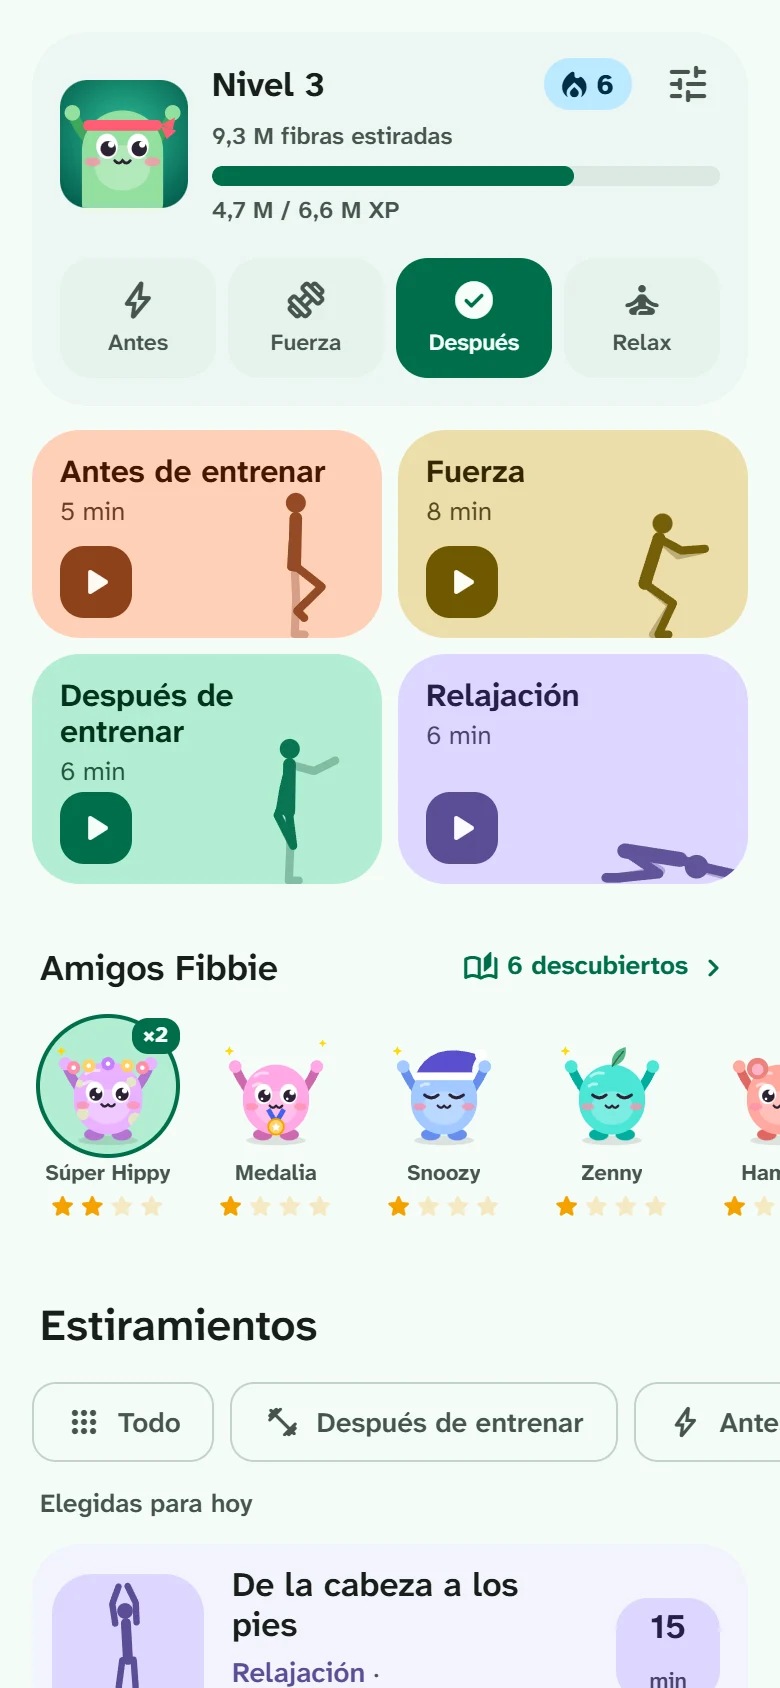 Nivel 3
6
9,3 M fibras estiradas
4,7 M / 6,6 M XP
Antes
Fuerza
Después
Relax
Antes de entrenar
5 min
Fuerza
8 min
Después de
entrenar
6 min
Relajación
6 min
Amigos Fibbie
6 descubiertos
×2
Súper Hippy
Medalia
Snoozy
Zenny
Han
Estiramientos
Todo
Después de entrenar
Ante
Elegidas para hoy
De la cabeza a los
pies
Relajación ·
15
min